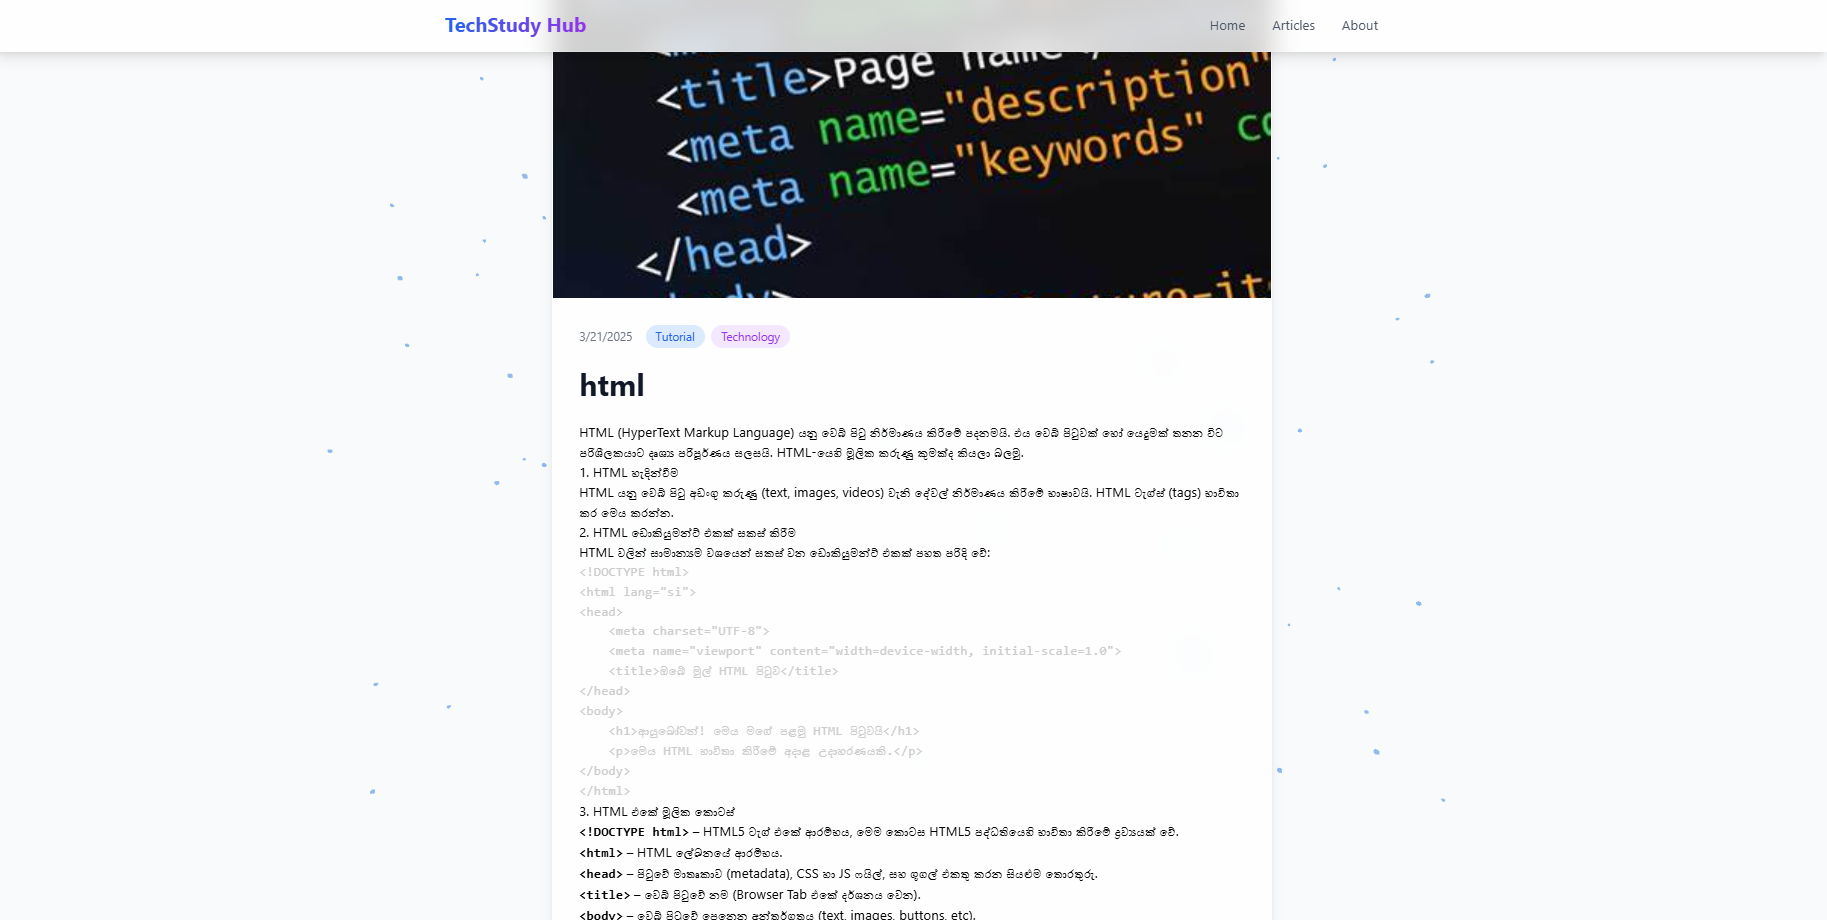 TechStudy Hub
Home
Articles
About
<title>Page name</
<meta name="description"
<meta name="keywords"
</head>
3/21/2025
Tutorial
Technology
html
HTML (HyperText Markup Language) යනු වෙබ් පිටු නිර්මාණය කිරීමේ පදනමයි. එය වෙබ් පිටුවක් හෝ යෙදුමක් තනන විට
පරිශීලකයාට දෘශ්‍ය පරිපූර්ණය සලසයි. HTML-යෙහි මූලික කරුණු කුමක්ද කියලා බලමු.
1. HTML හැඳින්වීම
HTML යනු වෙබ් පිටු අඩංගු කරුණු (text, images, videos) වැනි දේවල් නිර්මාණය කිරීමේ භාෂාවයි. HTML ටැග්ස් (tags) භාවිතා
කර මෙය කරන්න.
2. HTML ඩොකියුමන්ට් එකක් සකස් කිරීම
HTML වලින් සාමාන්‍යම වශයෙන් සකස් වන ඩොකියුමන්ට් එකක් පහත පරිදි වේ:
<!DOCTYPE html>
<html lang="si">
<head>
<meta charset="UTF-8">
<meta name="viewport" content="width=device-width, initial-scale=1.0">
<title>ඔබේ මුල් HTML පිටුව</title>
</head>
<body>
<h1>ආයුබෝවන්! මෙය මගේ පළමු HTML පිටුවයි</h1>
<p>මෙය HTML භාවිතා කිරීමේ අදාළ උදාහරණයකි.</p>
</body>
</html>
3. HTML එකේ මූලික කොටස්
<!DOCTYPE html> – HTML5 ටැග් එකේ ආරම්භය, මෙම කොටස HTML5 පද්ධතියෙහි භාවිතා කිරීමේ ද්‍රව්‍යයක් වේ.
<html> – HTML ලේඛනයේ ආරම්භය.
<head> – පිටුවේ මාතෘකාව (metadata), CSS හා JS ෆයිල්, සහ ගූගල් එකතු කරන සියළුම තොරතුරු.
<title> – වෙබ් පිටුවේ නම (Browser Tab එකේ දර්ශනය වෙන).
<body> – වෙබ් පිටුවේ පෙනෙන අන්තර්ගතය (text, images, buttons, etc).